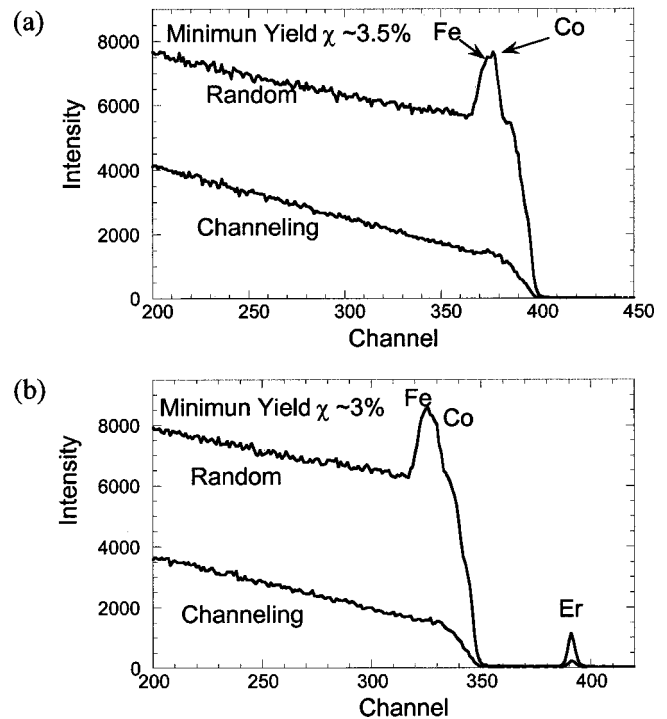 (a)
Minimun Yield χ ~3.5%
Fe
Co
Random
Channeling
Intensity
8000
6000
4000
2000
0
200
250
300
350
400
450
Channel
(b)
Minimun Yield χ ~3%
Fe
Co
Random
Channeling
Er
Intensity
8000
6000
4000
2000
0
200
250
300
350
400
Channel